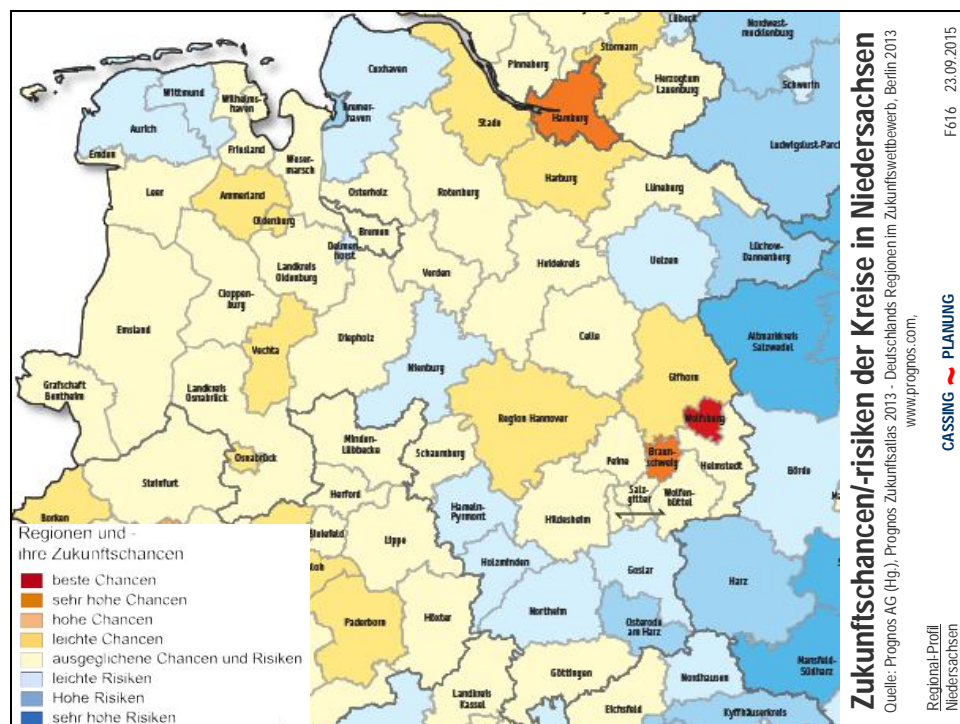 Nordwest-
mecklenburg
Lübeck
Stormarn
Pinneberg
Cuxhaven
Herzogtum
Lauenburg
Schwerin
Wittmund
Wilhelms-
haven
Bremer-
haven
Hamburg
Stade
Aurich
Ludwigslust-Parch
Emden
Friesland
Weser-
marsch
Harburg
Leer
Ammerland
Osterholz
Rotenburg
Lüneburg
Oldenburg
Bremen
Delmen-
horst
Lüchow-
Dannenberg
Landkreis
Oldenburg
Verden
Heidekreis
Uelzen
Cloppen-
burg
Emsland
Diepholz
Celle
Altmarkkreis
Salzwedel
Vechta
Nienburg
Gifhorn
Grafschaft
Bentheim
Landkreis
Osnabrück
Region Hannover
Wolfsburg
Minden-
Lübbecke
Schaumburg
Braun-
schweig
Osnabrück
Peine
Helmstedt
Börde
Steinfurt
Herford
Salz-
gitter
Wolfen-
büttel
Borken
Hameln-
Pyrmont
Hildesheim
Bielefeld
Lippe
Holzminden
Goslar
Harz
Northeim
Osterode
am Harz
Paderborn
Höxter
Göttingen
Nordhausen
Mansfeld-
Südharz
Landkreis
Kassel
Eichsfeld
Kyffhäuserkreis
Regionen und -
ihre Zukunftschancen
beste Chancen
sehr hohe Chancen
hohe Chancen
leichte Chancen
ausgeglichene Chancen und Risiken
leichte Risiken
Hohe Risiken
sehr hohe Risiken
Zukunftschancen/-risiken der Kreise in Niedersachsen
Quelle: Prognos AG (Hg.), Prognos Zukunftsatlas 2013 - Deutschlands Regionen im Zukunftswettbewerb, Berlin 2013
www.prognos.com,
Regional-Profil
Niedersachsen
CASSING ~ PLANUNG
F616 23.09.2015